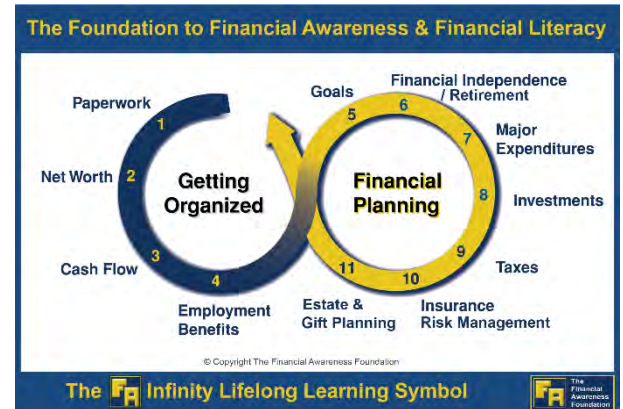 The Foundation to Financial Awareness & Financial Literacy
Paperwork
1
Net Worth
2
Cash Flow
3
4
Employment
Benefits
Getting
Organized
Goals
5
Financial Independence
/ Retirement
6
Major
Expenditures
7
Investments
8
Taxes
9
Insurance
Risk Management
10
Estate &
Gift Planning
11
Financial
Planning
© Copyright The Financial Awareness Foundation
The FA Infinity Lifelong Learning Symbol
FA
The
Financial
Awareness
Foundation